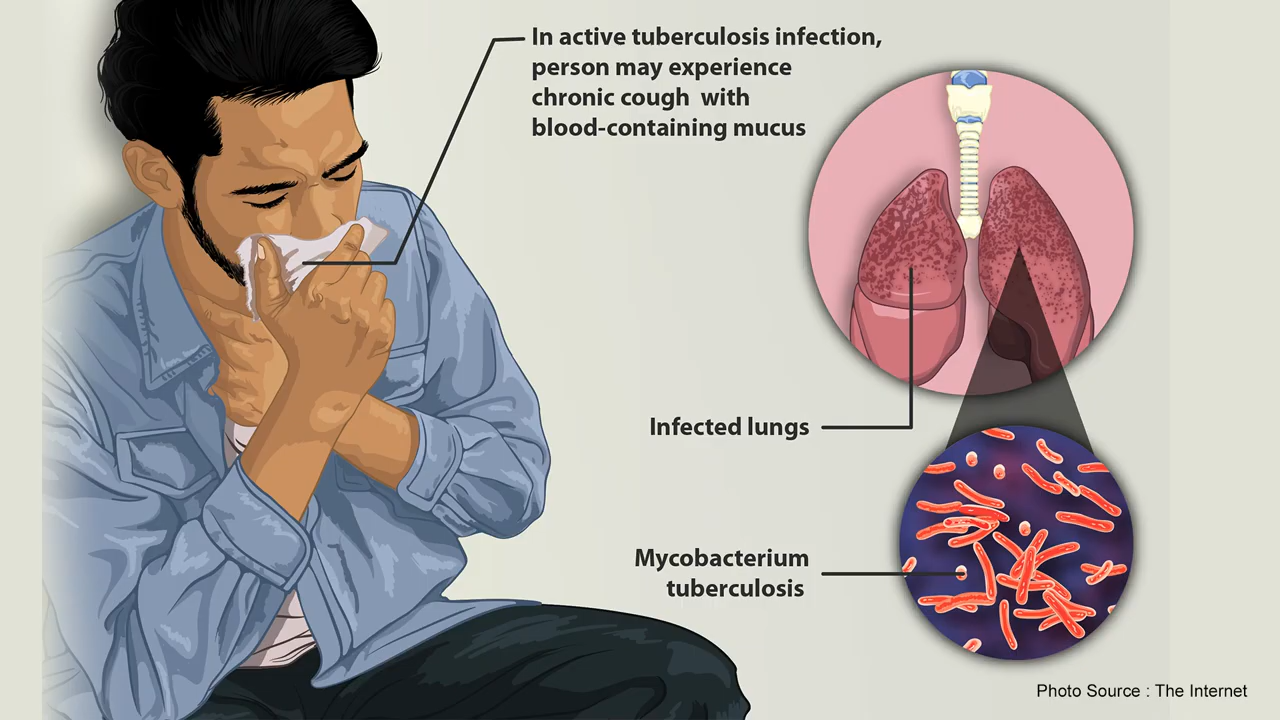 In active tuberculosis infection,
person may experience
chronic cough with
blood-containing mucus
Infected lungs
Mycobacterium
tuberculosis
Photo Source : The Internet